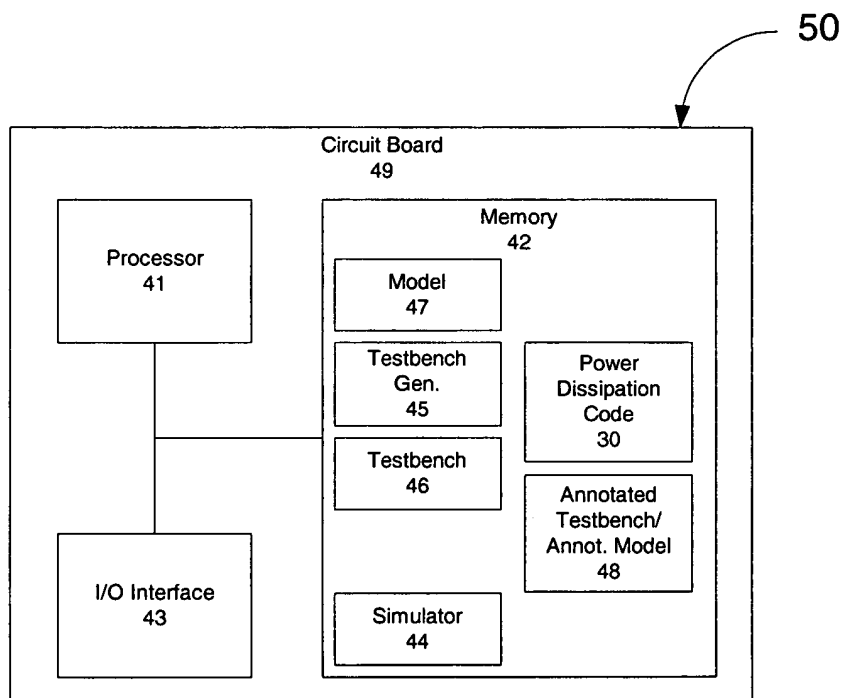 50
Circuit Board
49
Processor
41
Memory
42
Model
47
Testbench
Gen.
45
Power
Dissipation
Code
30
Testbench
46
Annotated
Testbench/
Annot. Model
48
I/O Interface
43
Simulator
44